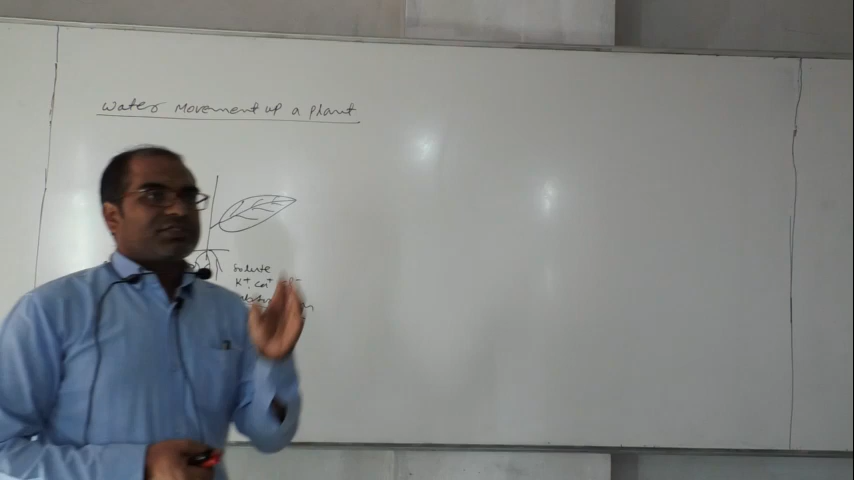 Water Movement up a plant
Solute
K⁺, Ca⁺